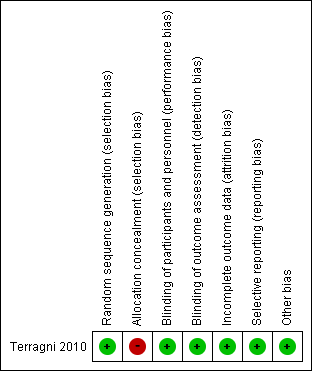 Random sequence generation (selection bias)
Allocation concealment (selection bias)
Blinding of participants and personnel (performance bias)
Blinding of outcome assessment (detection bias)
Incomplete outcome data (attrition bias)
Selective reporting (reporting bias)
Other bias
Terragni 2010 + - + + + + +